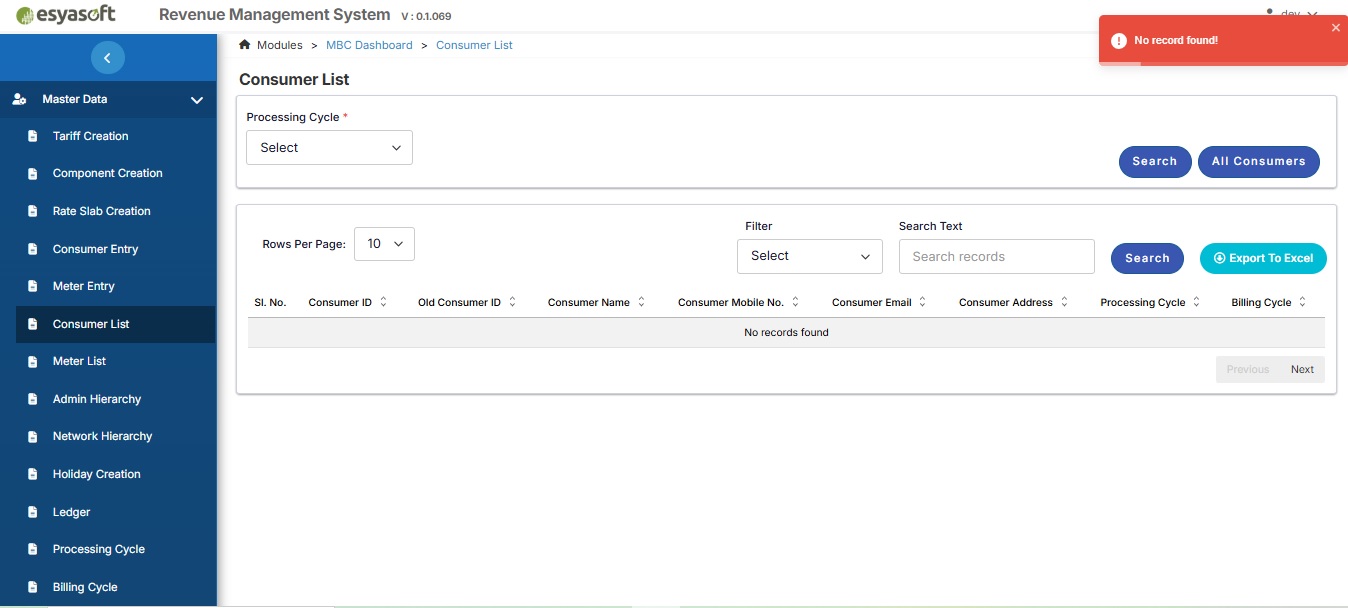 esyasoft
Revenue Management System V : 0.1.069
dev
No record found!
Modules > MBC Dashboard > Consumer List
Master Data
Tariff Creation
Component Creation
Rate Slab Creation
Consumer Entry
Meter Entry
Consumer List
Meter List
Admin Hierarchy
Network Hierarchy
Holiday Creation
Ledger
Processing Cycle
Billing Cycle
Consumer List
Processing Cycle *
Select
Search All Consumers
Rows Per Page: 10
Filter
Select
Search Text
Search records
Search Export To Excel
Sl. No. Consumer ID Old Consumer ID Consumer Name Consumer Mobile No. Consumer Email Consumer Address Processing Cycle Billing Cycle
No records found
Previous Next